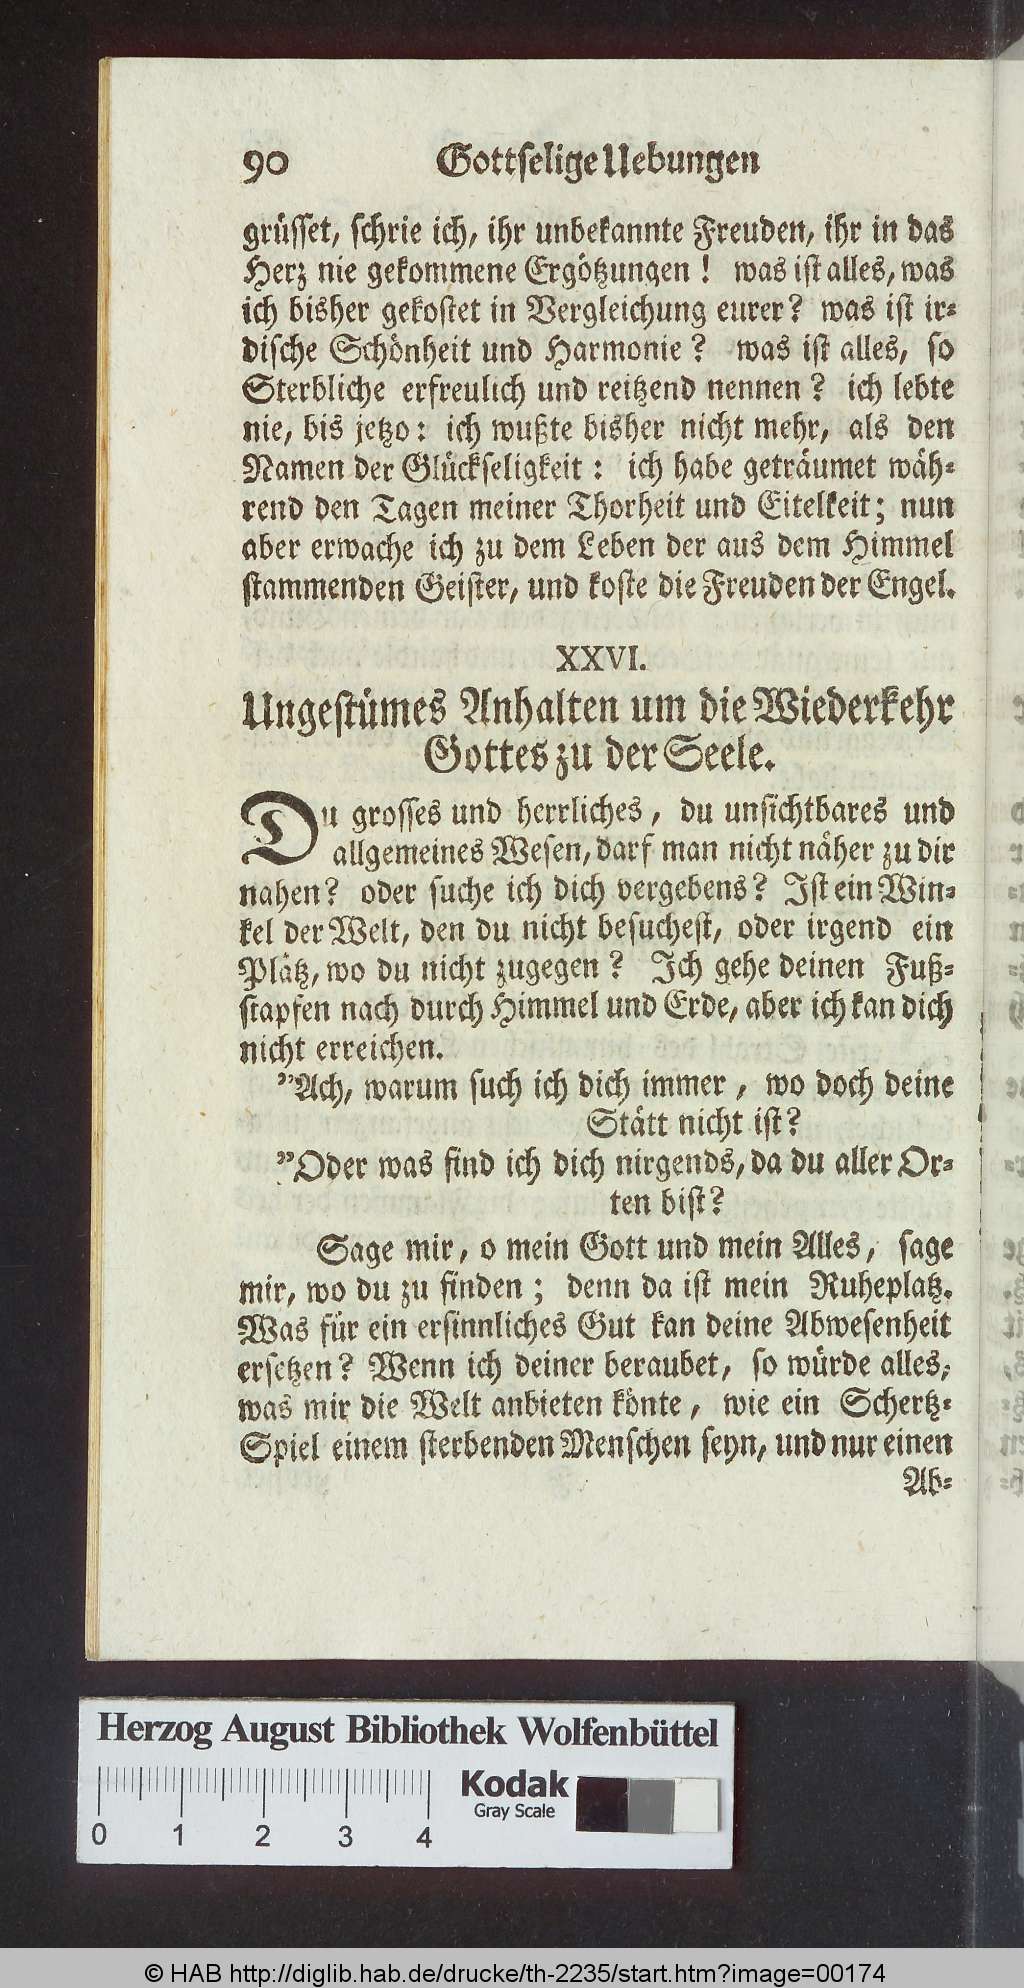 90 Gottselige Uebungen
grüsset, schrie ich, ihr unbekannte Freuden, ihr in das
Herz nie gekommene Ergötzungen! was ist alles, was
ich bisher gekostet in Vergleichung eurer? was ist ir-
dische Schönheit und Harmonie? was ist alles, so
Sterbliche erfreulich und reitzend nennen? ich lebte
nie, bis jetzo: ich wußte bisher nicht mehr, als den
Namen der Glückseligkeit: ich habe geträumet wäh-
rend den Tagen meiner Thorheit und Eitelkeit; nun
aber erwache ich zu dem Leben der aus dem Himmel
stammenden Geister, und koste die Freuden der Engel.
XXVI.
Ungestümes Anhalten um die Wiederkehr
Gottes zu der Seele.
Du grosses und herrliches, du unsichtbares und
allgemeines Wesen, darf man nicht näher zu dir
nahen? oder suche ich dich vergebens? Ist ein Win-
kel der Welt, den du nicht besuchest, oder irgend ein
Plätz, wo du nicht zugegen? Ich gehe deinen Fuß-
stapfen nach durch Himmel und Erde, aber ich kan dich
nicht erreichen.
"Ach, warum such ich dich immer, wo doch deine
Stätt nicht ist?
"Oder was find ich dich nirgends, da du aller Or-
ten bist?
Sage mir, o mein Gott und mein Alles, sage
mir, wo du zu finden; denn da ist mein Ruheplatz.
Was für ein ersinnliches Gut kan deine Abwesenheit
ersetzen? Wenn ich deiner beraubet, so würde alles,
was mir die Welt anbieten könte, wie ein Schertz-
Spiel einem sterbenden Menschen seyn, und nur einen
Ab-
Herzog August Bibliothek Wolfenbüttel
Kodak
Gray Scale
0 1 2 3 4
© HAB http://diglib.hab.de/drucke/th-2235/start.htm?image=00174